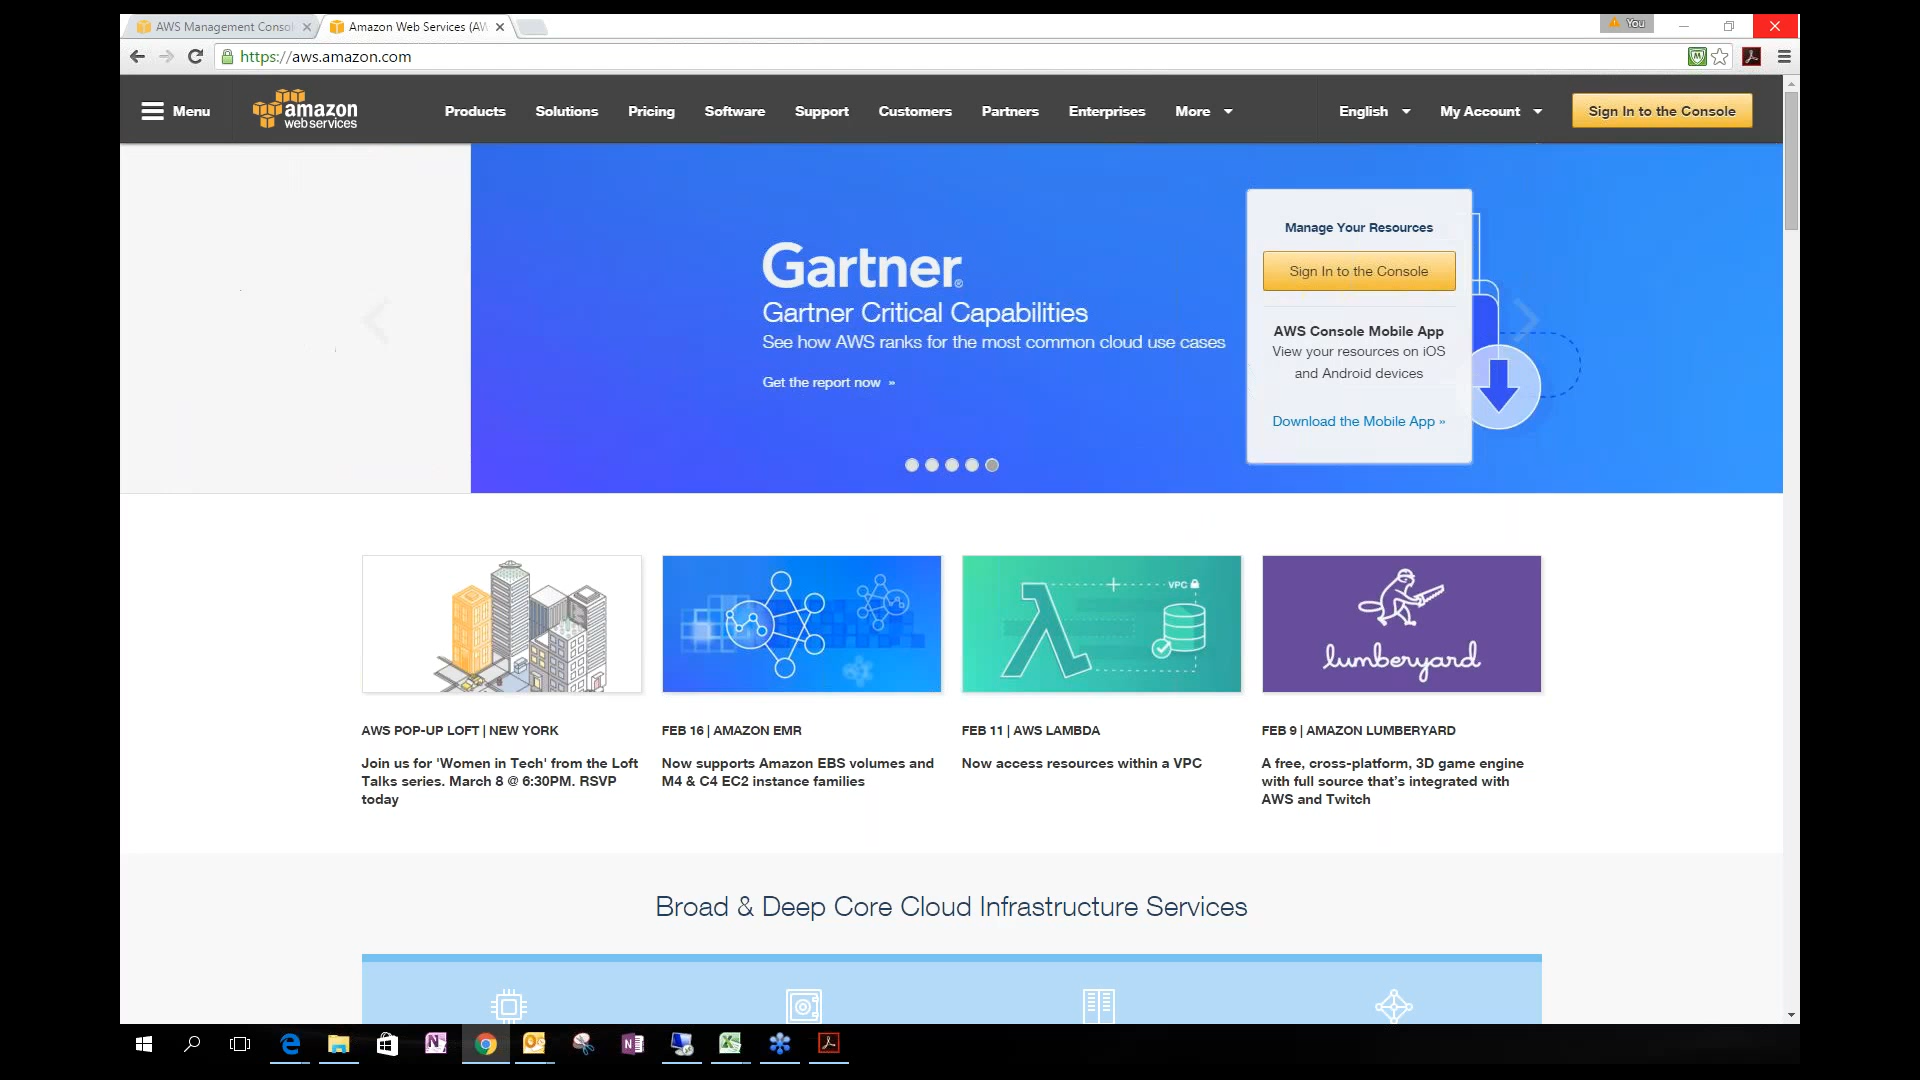 AWS Management Consol
Amazon Web Services (AW
You
https://aws.amazon.com
Menu
amazon
webservices
Products
Solutions
Pricing
Software
Support
Customers
Partners
Enterprises
More
English
My Account
Sign In to the Console
Gartner®
Gartner Critical Capabilities
See how AWS ranks for the most common cloud use cases
Get the report now »
Manage Your Resources
Sign In to the Console
AWS Console Mobile App
View your resources on iOS
and Android devices
Download the Mobile App »
VPC
lumberyard
AWS POP-UP LOFT | NEW YORK
Join us for 'Women in Tech' from the Loft
Talks series. March 8 @ 6:30PM. RSVP
today
FEB 16 | AMAZON EMR
Now supports Amazon EBS volumes and
M4 & C4 EC2 instance families
FEB 11 | AWS LAMBDA
Now access resources within a VPC
FEB 9 | AMAZON LUMBERYARD
A free, cross-platform, 3D game engine
with full source that’s integrated with
AWS and Twitch
Broad & Deep Core Cloud Infrastructure Services